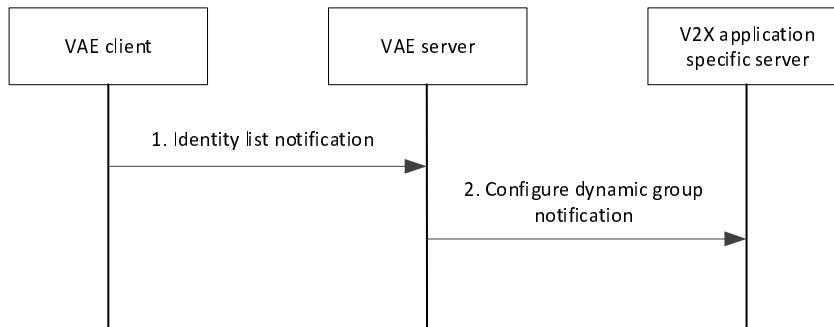 VAE client
VAE server
V2X application
specific server
1. Identity list notification
2. Configure dynamic group
notification